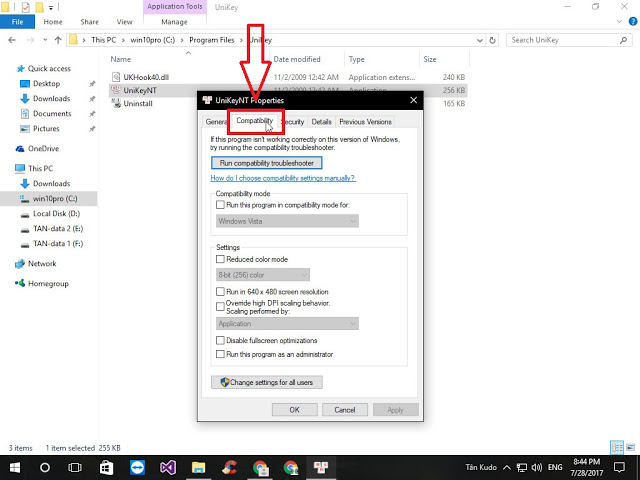 Application Tools
UniKey
File
Home
Share
View
Manage
This PC > win10pro (C:) > Program Files > UniKey
Search UniKey
Name
Date modified
Type
Size
UKHook40.dll
11/2/2009 12:42 AM
Application extens...
240 KB
UniKeyNT
11/2/2009 12:42 AM
Application
256 KB
Uninstall
165 KB
Quick access
Desktop
Downloads
Documents
Pictures
OneDrive
This PC
Downloads
win10pro (C:)
Local Disk (D:)
TAN-data 2 (E:)
TAN-data 1 (F:)
Network
Homegroup
UniKeyNT Properties
General
Compatibility
Security
Details
Previous Versions
If this program isn't working correctly on this version of Windows,
try running the compatibility troubleshooter.
Run compatibility troubleshooter
How do I choose compatibility settings manually?
Compatibility mode
Run this program in compatibility mode for:
Windows Vista
Settings
Reduced color mode
8-bit (256) color
Run in 640 x 480 screen resolution
Override high DPI scaling behavior.
Scaling performed by:
Application
Disable fullscreen optimizations
Run this program as an administrator
Change settings for all users
OK
Cancel
Apply
3 items
1 item selected 255 KB
Tân Kudo
8:44 PM
7/28/2017